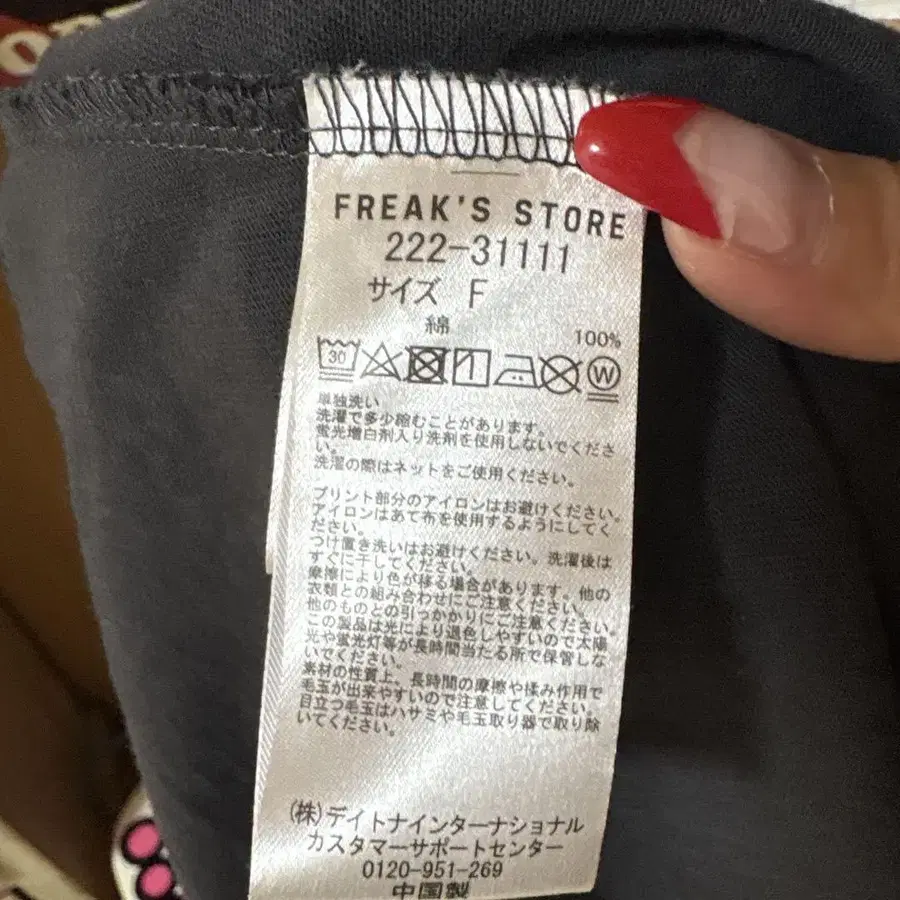 FREAK'S STORE
222-31111
サイズ F
綿
100%
30
W
単独洗い
洗濯で多少縮むことがあります。
蛍光増白剤入り洗剤を使用しないでくださ
い。
洗濯の際はネットをご使用ください。
プリント部分のアイロンはお避けください。
アイロンはあて布を使用するようにしてく
ださい。
つけ置き洗いはお避けください。洗濯後は
すぐに干してください。
摩擦により色が移る場合があります。他の
衣類との組み合わせにご注意ください。
他のものとの引っかかりにご注意ください。
この製品は光により退色しやすいので太陽
光や蛍光灯等が長時間当たる所で保管しな
いでください。
素材の性質上、長時間の摩擦や揉み作用で
毛玉が出来やすいので注意してください。
目立つ毛玉はハサミや毛玉取り器で取り除
いてください。
(株)デイトナインターナショナル
カスタマーサポートセンター
0120-951-269
中国製